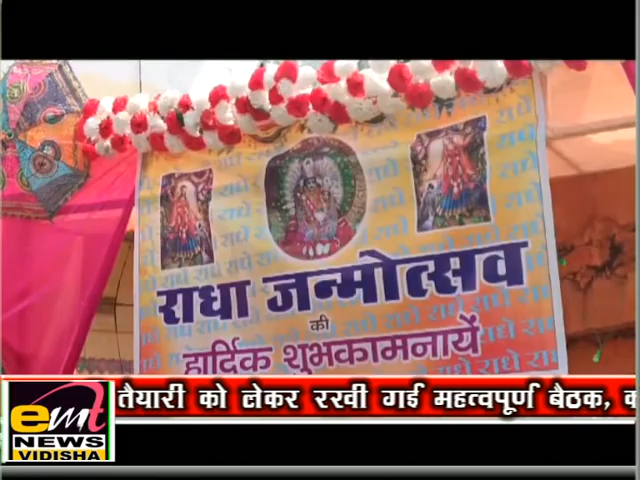 राधा जन्मोत्सव
की
हार्दिक शुभकामनायें
तैयारी को लेकर रखी गई महत्वपूर्ण बैठक,
emt
NEWS
VIDISHA